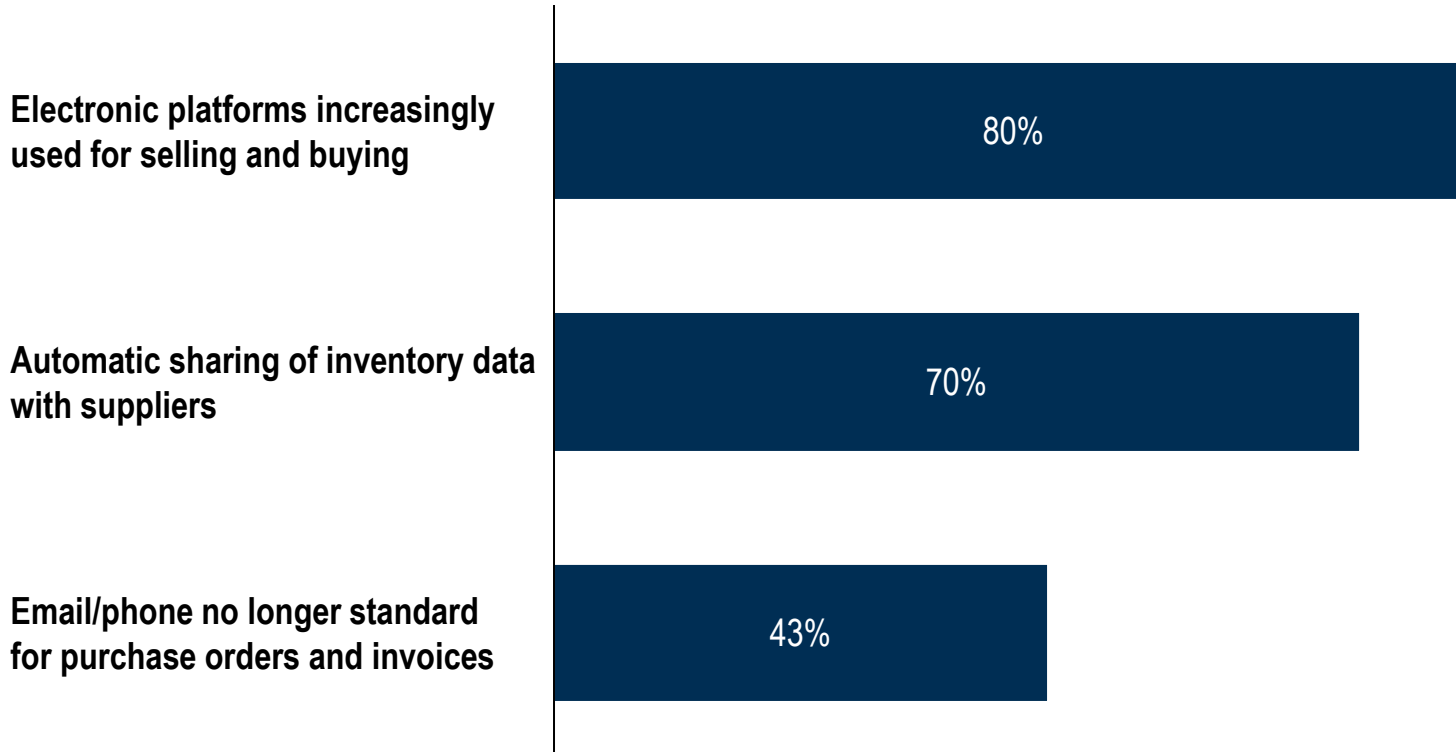 Electronic platforms increasingly
used for selling and buying
80%
Automatic sharing of inventory data
with suppliers
70%
Email/phone no longer standard
for purchase orders and invoices
43%